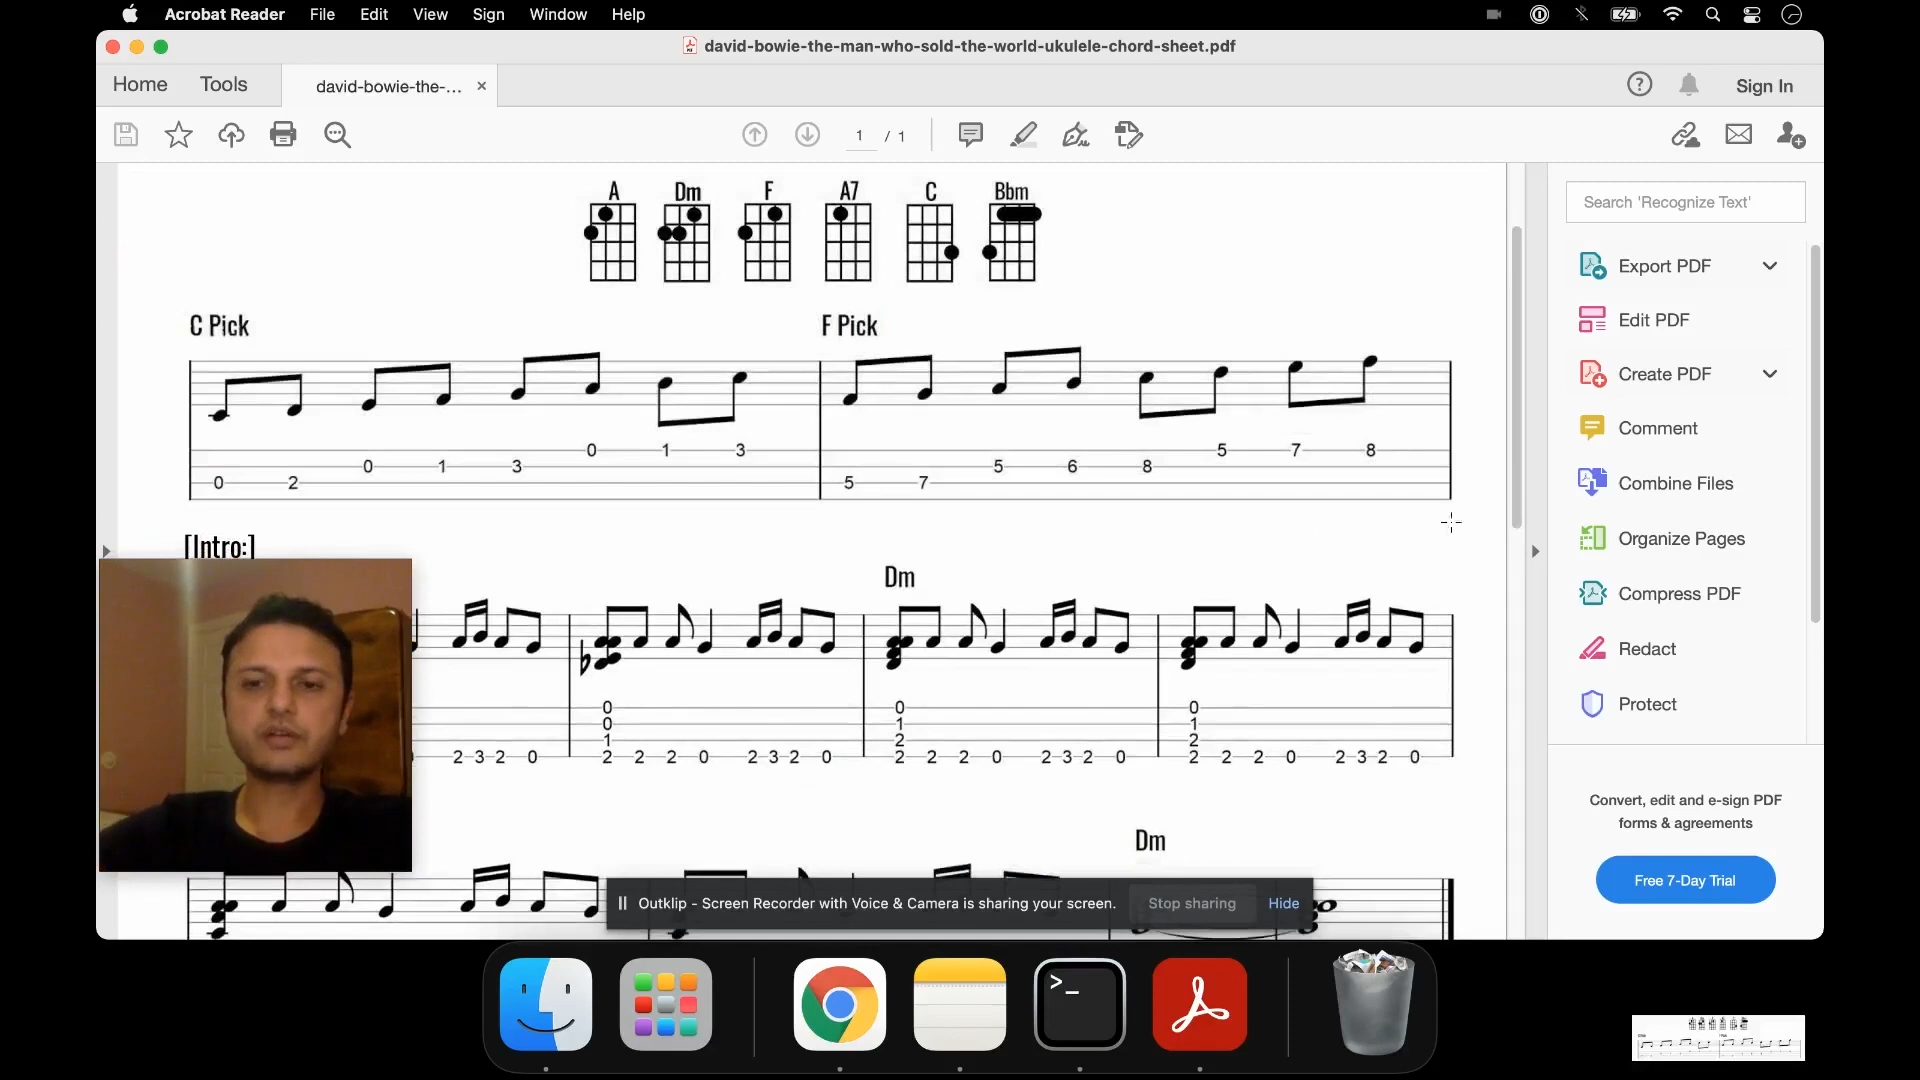 Acrobat Reader File Edit View Sign Window Help
david-bowie-the-man-who-sold-the-world-ukulele-chord-sheet.pdf
Home Tools david-bowie-the-... Sign In
1 / 1
Search 'Recognize Text'
A Dm F A7 C Bbm
Export PDF
Edit PDF
Create PDF
Comment
Combine Files
Organize Pages
Compress PDF
Redact
Protect
Convert, edit and e-sign PDF
forms & agreements
Free 7-Day Trial
C Pick F Pick
0 1 3 5 7 8
0 1 3 5 6 8
0 2 5 7
[Intro:]
Dm
0 0 0
0 1 1
1 2 2
2 3 2 0 2 2 2 0 2 3 2 0 2 2 2 0 2 3 2 0 2 2 2 0 2 3 2 0
Dm
Outklip - Screen Recorder with Voice & Camera is sharing your screen. Stop sharing Hide
>_